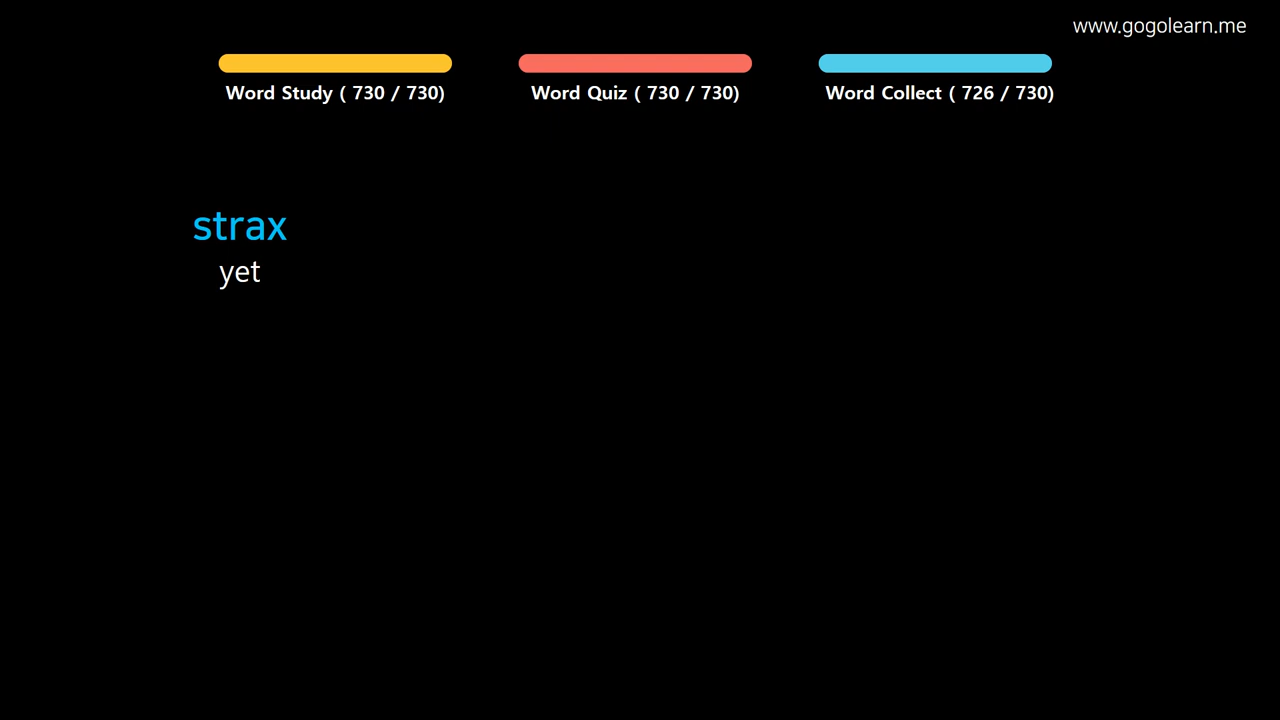 www.gogolearn.me
Word Study ( 730 / 730)
Word Quiz ( 730 / 730)
Word Collect ( 726 / 730)
strax
yet